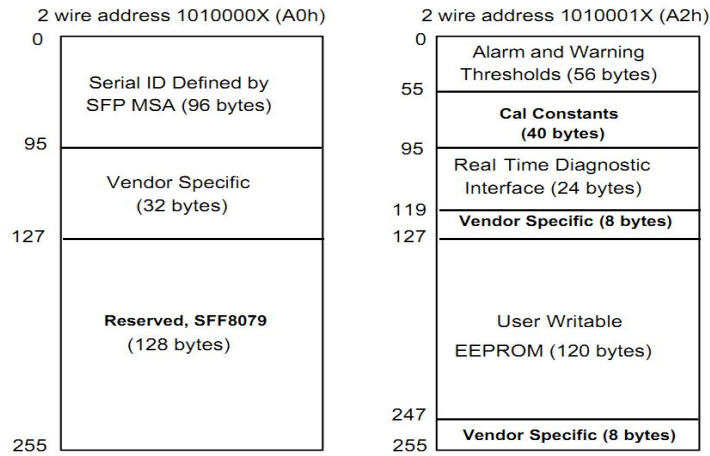 2 wire address 1010000X (A0h)
0
Serial ID Defined by
SFP MSA (96 bytes)
95
Vendor Specific
(32 bytes)
127
Reserved, SFF8079
(128 bytes)
255
2 wire address 1010001X (A2h)
0
Alarm and Warning
Thresholds (56 bytes)
55
Cal Constants
(40 bytes)
95
Real Time Diagnostic
Interface (24 bytes)
119
Vendor Specific (8 bytes)
127
User Writable
EEPROM (120 bytes)
247
Vendor Specific (8 bytes)
255